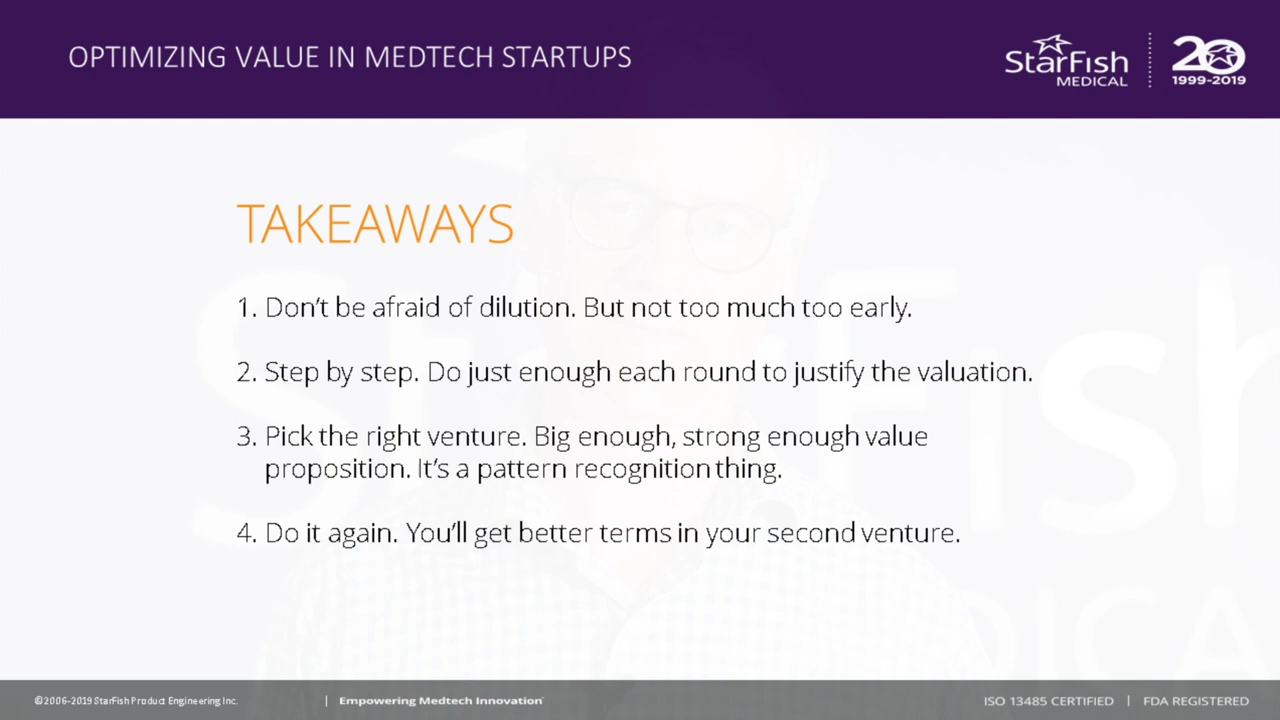 OPTIMIZING VALUE IN MEDTECH STARTUPS
StarFish
MEDICAL
20
1999-2019
TAKEAWAYS
1. Don't be afraid of dilution. But not too much too early.
2. Step by step. Do just enough each round to justify the valuation.
3. Pick the right venture. Big enough, strong enough value
proposition. It's a pattern recognition thing.
4. Do it again. You'll get better terms in your second venture.
StarFish
DICA
©2006-2019 StarFish Product Engineering Inc.
| Empowering Medtech Innovation
ISO 13485 CERTIFIED | FDA REGISTERED